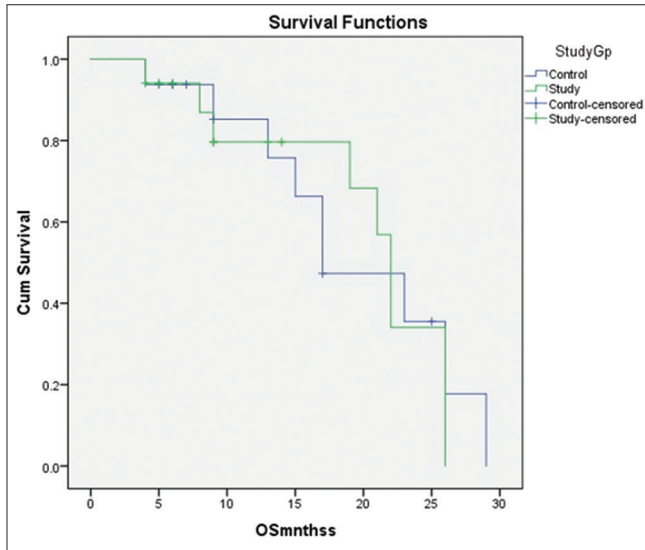 Survival Functions
StudyGp
Control
Study
Control-censored
Study-censored
Cum Survival
1.0
0.8
0.6
0.4
0.2
0.0
0 5 10 15 20 25 30
OSmnthss